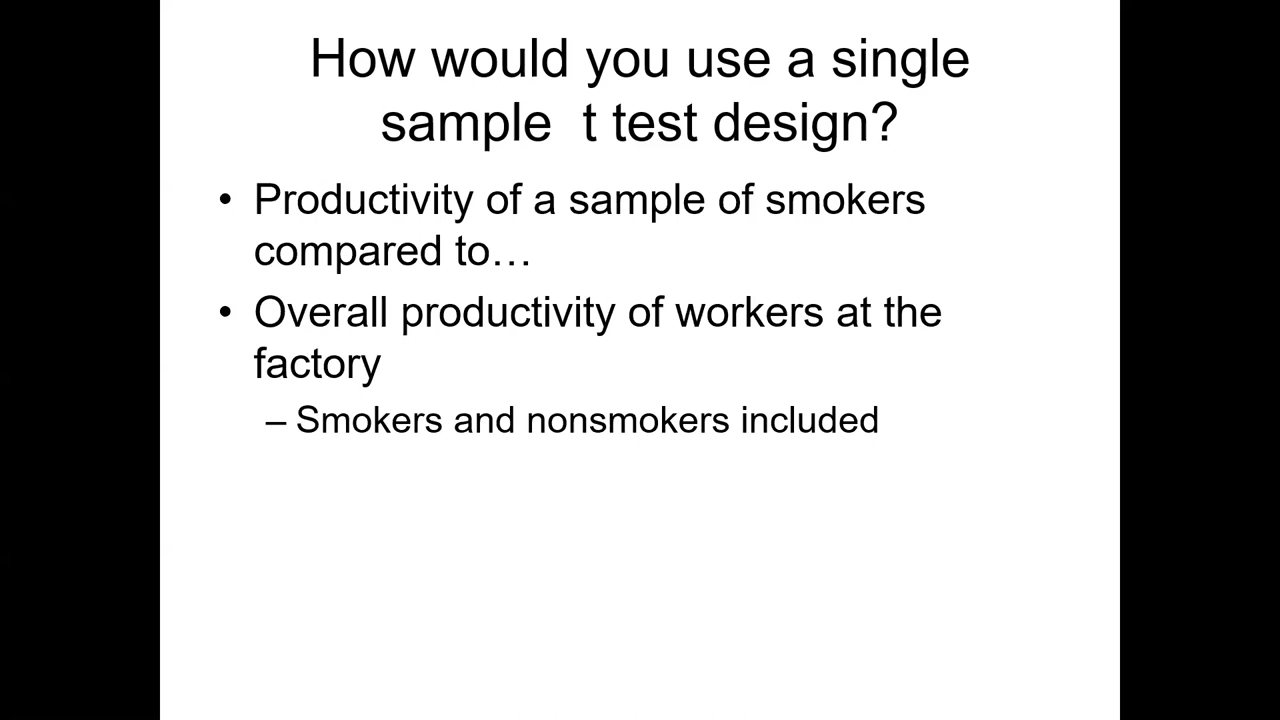 How would you use a single
sample  t test design?
• Productivity of a sample of smokers
compared to…
• Overall productivity of workers at the
factory
– Smokers and nonsmokers included